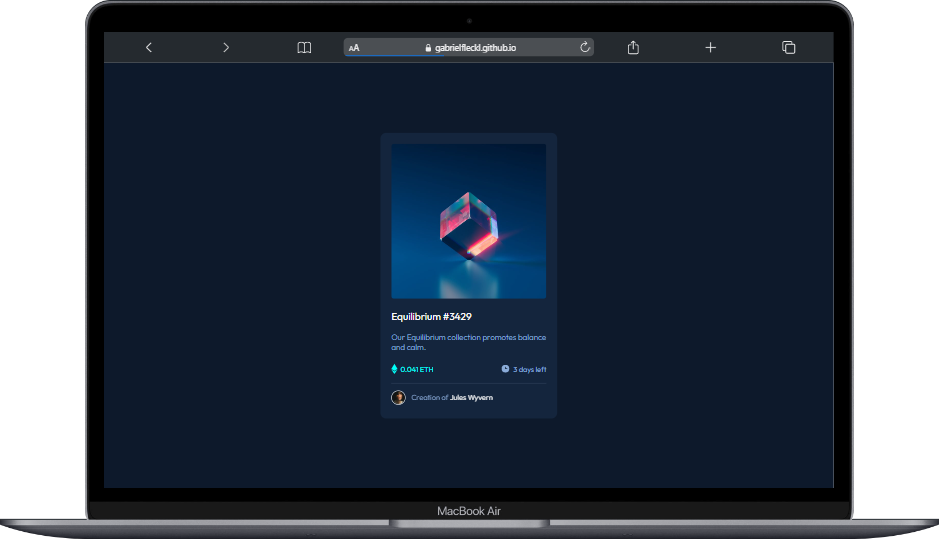 AA
gabrielfleckl.github.io
Equilibrium #3429
Our Equilibrium collection promotes balance
and calm.
0.041 ETH
3 days left
Creation of Jules Wyvern
MacBook Air